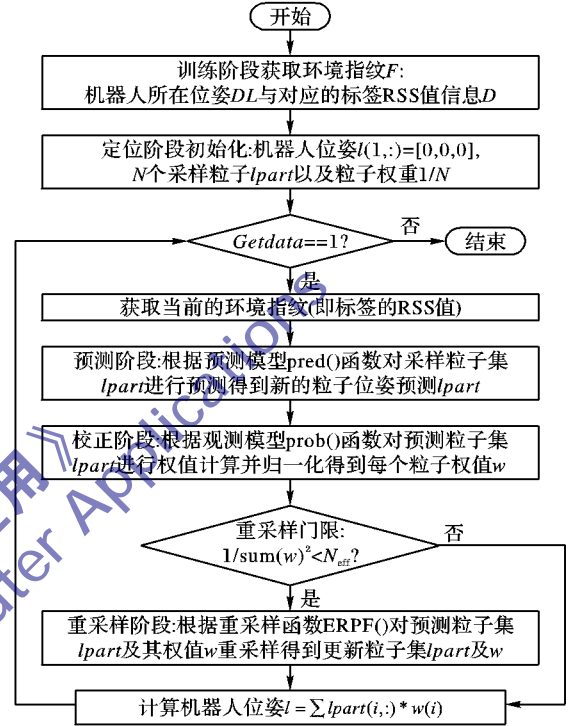 开始
训练阶段获取环境指纹F:
机器人所在位姿DL与对应的标签RSS值信息D
定位阶段初始化:机器人位姿l(1,:)=[0,0,0],
N个采样粒子lpart以及粒子权重1/N
Getdata==1?
否
结束
是
获取当前的环境指纹(即标签的RSS值)
预测阶段:根据预测模型pred()函数对采样粒子集
lpart进行预测得到新的粒子位姿预测lpart
校正阶段:根据观测模型prob()函数对预测粒子集
lpart进行权值计算并归一化得到每个粒子权值w
重采样门限:
1/sum(w)²<Neff?
否
是
重采样阶段:根据重采样函数ERPF()对预测粒子集
lpart及其权值w重采样得到更新粒子集lpart及w
计算机器人位姿l=∑lpart(i,:)*w(i)
用》
ater Applications